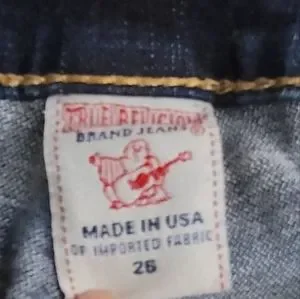 TRUE RELIGION
BRAND JEANS
MADE IN USA
OF IMPORTED FABRIC
26